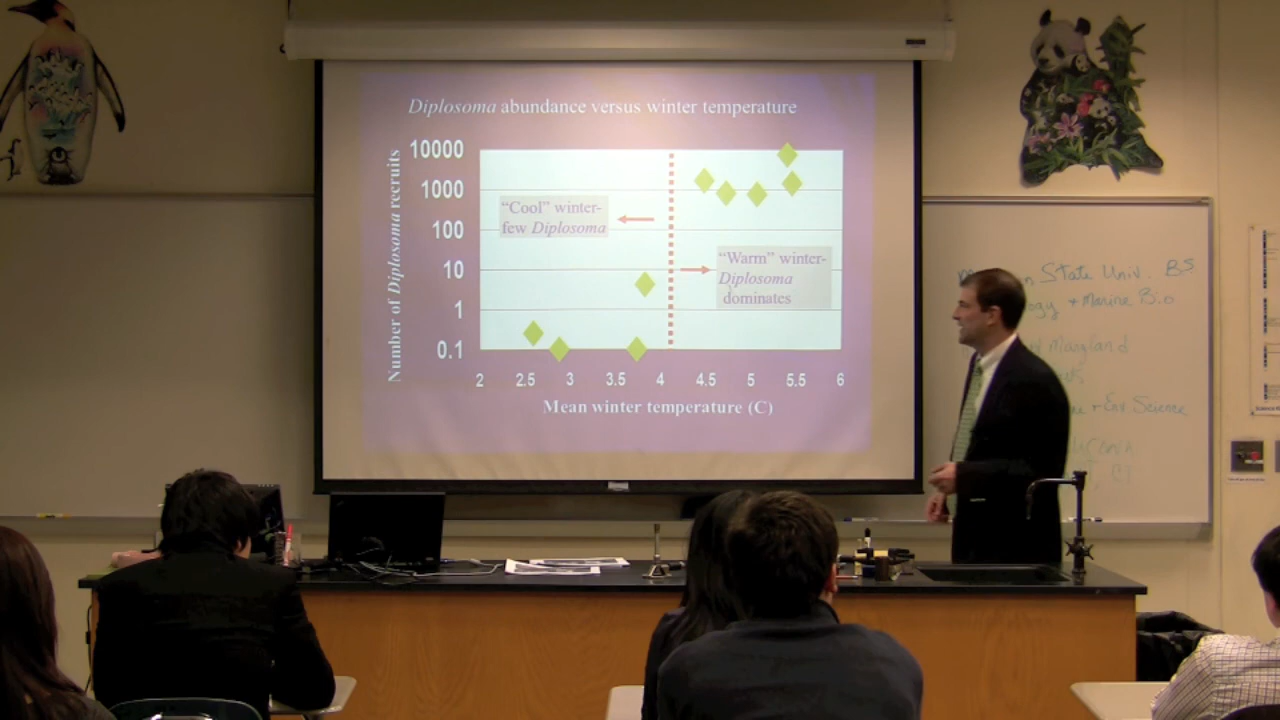 Diplosoma abundance versus winter temperature
Number of Diplosoma recruits
10000
1000
100
10
1
0.1
"Cool" winter-
few Diplosoma
"Warm" winter-
Diplosoma
dominates
2 2.5 3 3.5 4 4.5 5 5.5 6
Mean winter temperature (C)
State Univ. BS
+ Marine Bio
Maryland
+ Env Science
CT